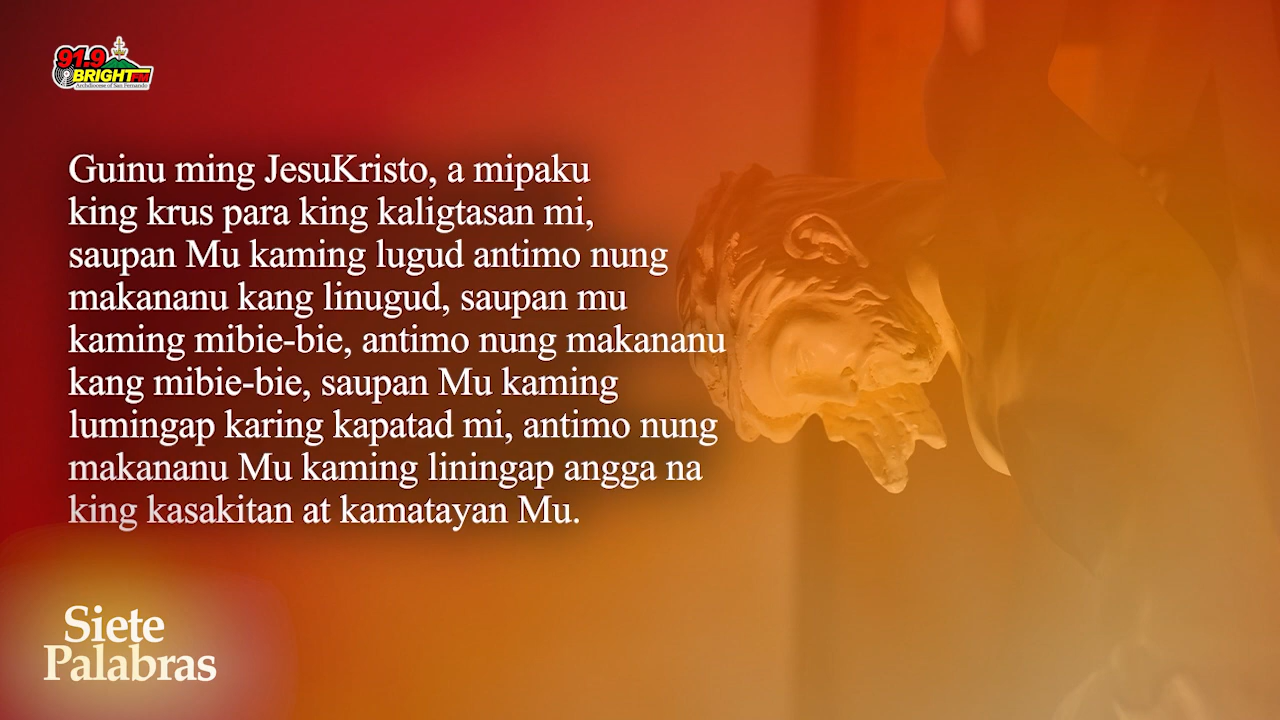 91.9
BRIGHT FM
Archdiocese of San Fernando
Guinu ming JesuKristo, a mipaku
king krus para king kaligtasan mi,
saupan Mu kaming lugud antimo nung
makananu kang linugud, saupan mu
kaming mibie-bie, antimo nung makananu
kang mibie-bie, saupan Mu kaming
lumingap karing kapatad mi, antimo nung
makananu Mu kaming liningap angga na
king kasakitan at kamatayan Mu.
Siete
Palabras